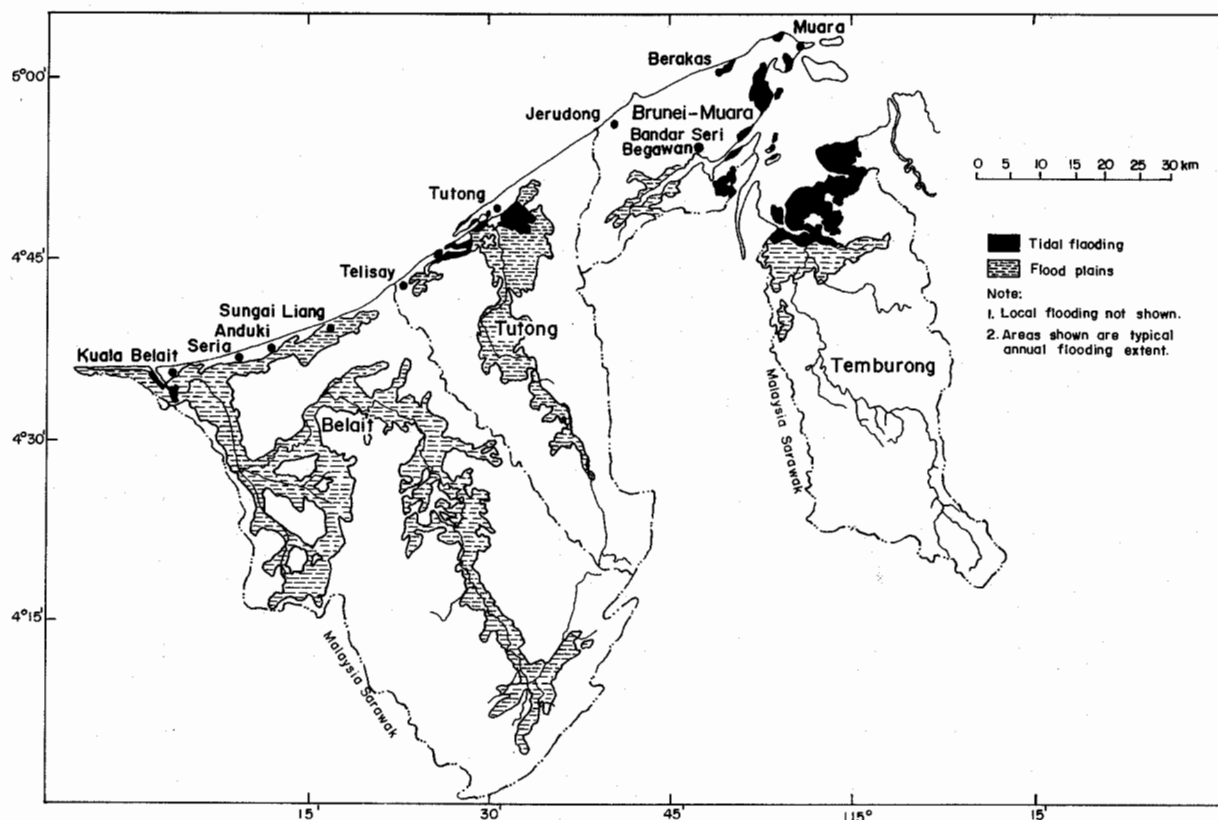 Muara
Berakas
5°00'
Jerudong
Brunei-Muara
Bandar Seri
Begawan
0 5 10 15 20 25 30 km
Tutong
Tidal flooding
4°45'
Flood plains
Telisay
Note:
1. Local flooding not shown.
2. Areas shown are typical
annual flooding extent.
Sungai Liang
Anduki
Seria
Kuala Belait
Tutong
Temburong
Malaysia Sarawak
Belait
4°30'
4°15'
Malaysia Sarawak
15' 30' 45' 115° 15'